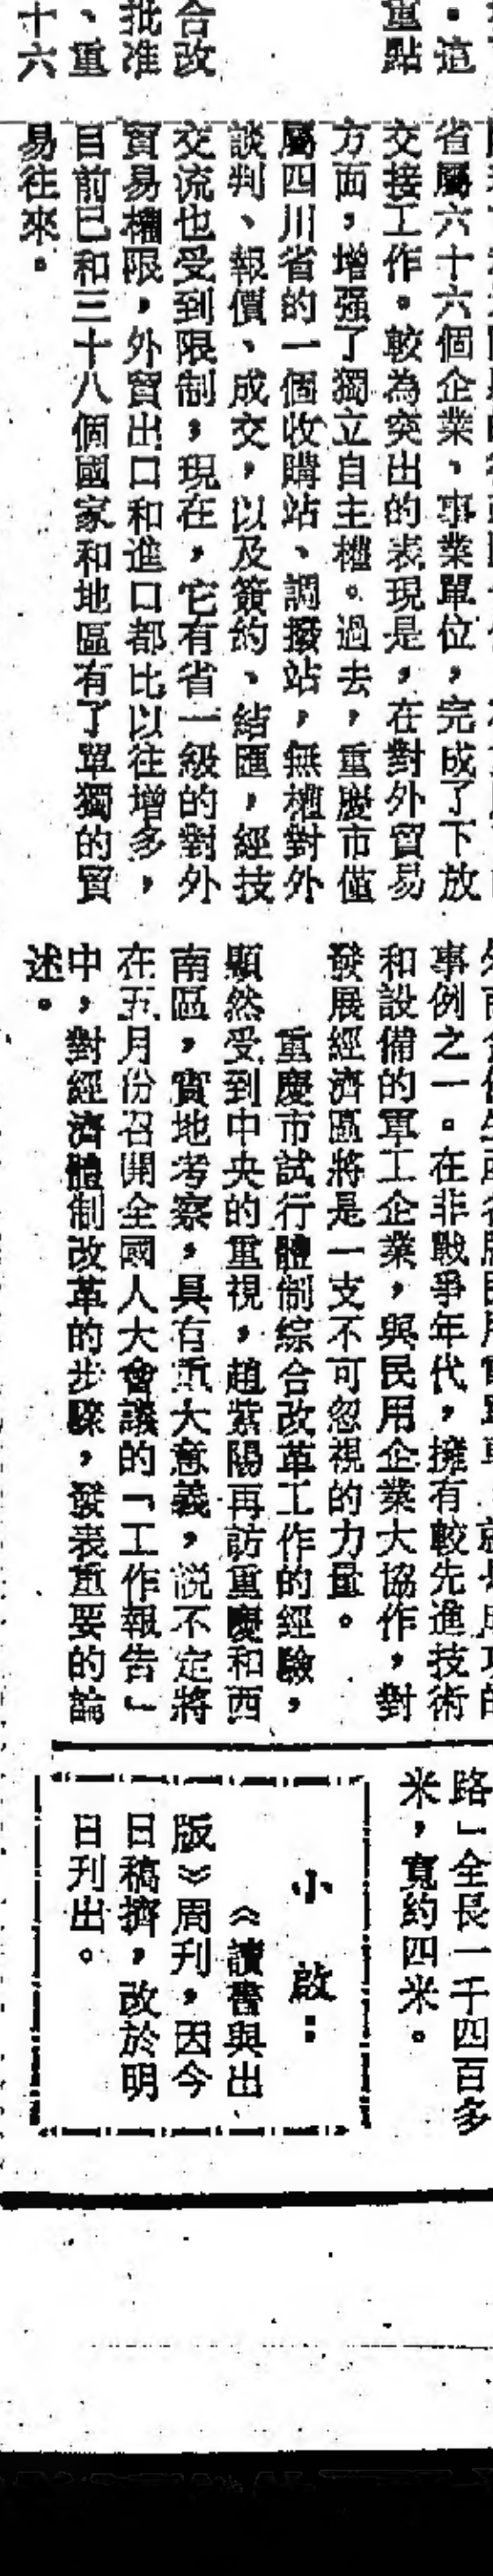 。這
重點
合改
批准
、重
十六
省屬六十六個企業、事業單位，完成了下放
交接工作。較為突出的表現是，在對外貿易
方面，增强了獨立自主權。過去，重慶市僅
屬四川省的一個收購站、調撥站，無權對外
談判、報價、成交，以及簽約、結匯，經技
交流也受到限制，現在，它有省一級的對外
貿易權限，外貿出口和進口都比以往增多，
目前已和三十八個國家和地區有了單獨的貿
易往來。
事例之一。在非戰爭年代，擁有較先進技術
和設備的軍工企業，與民用企業大協作，對
發展經濟區將是一支不可忽視的力量。
重慶市試行體制綜合改革工作的經驗，
顯然受到中央的重視，趙紫陽再訪重慶和西
南區，實地考察，具有重大意義，説不定將
在五月份召開全國人大會議的「工作報告」
中，對經濟體制改革的步驟，發表重要的論
述。
路」全長一千四百多
米，寬約四米。
小啟：
《讀書與出
版》周刊，因今
日稿擠，改於明
日刊出。